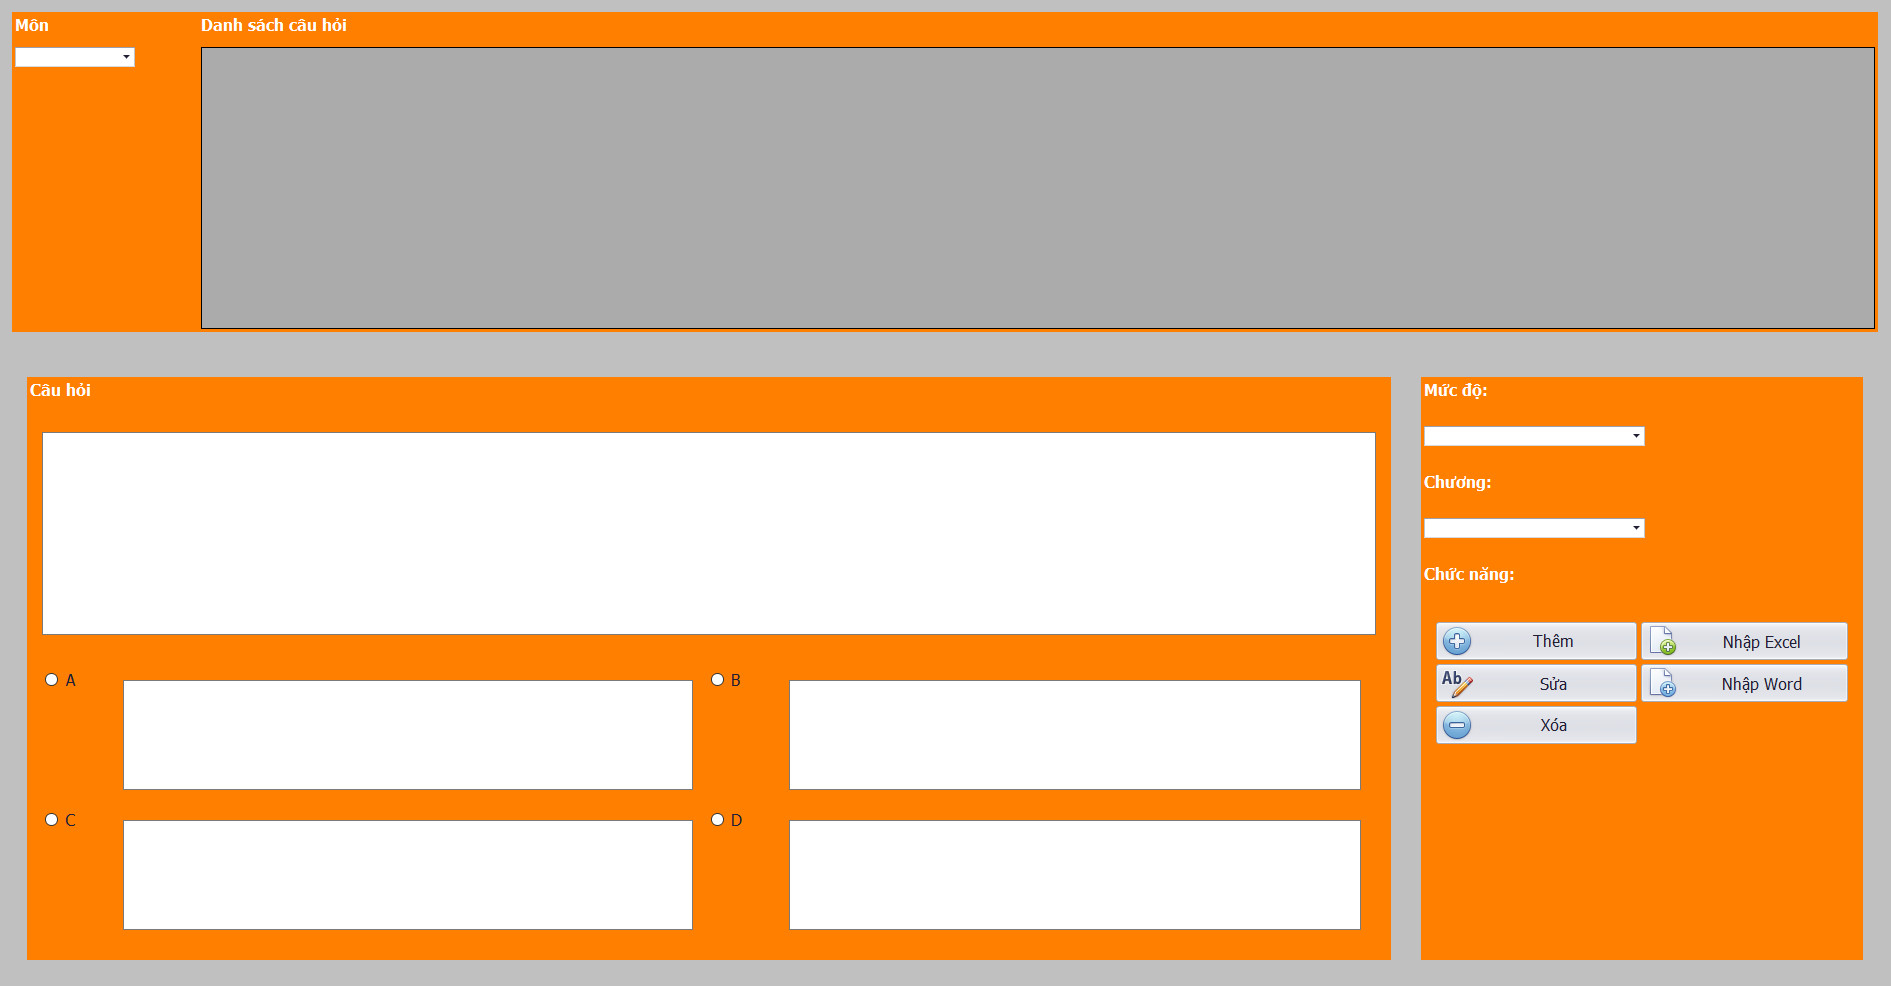 Môn
Danh sách câu hỏi
Câu hỏi
A
B
C
D
Mức độ:
Chương:
Chức năng:
Thêm
Nhập Excel
Ab
Sửa
Nhập Word
Xóa